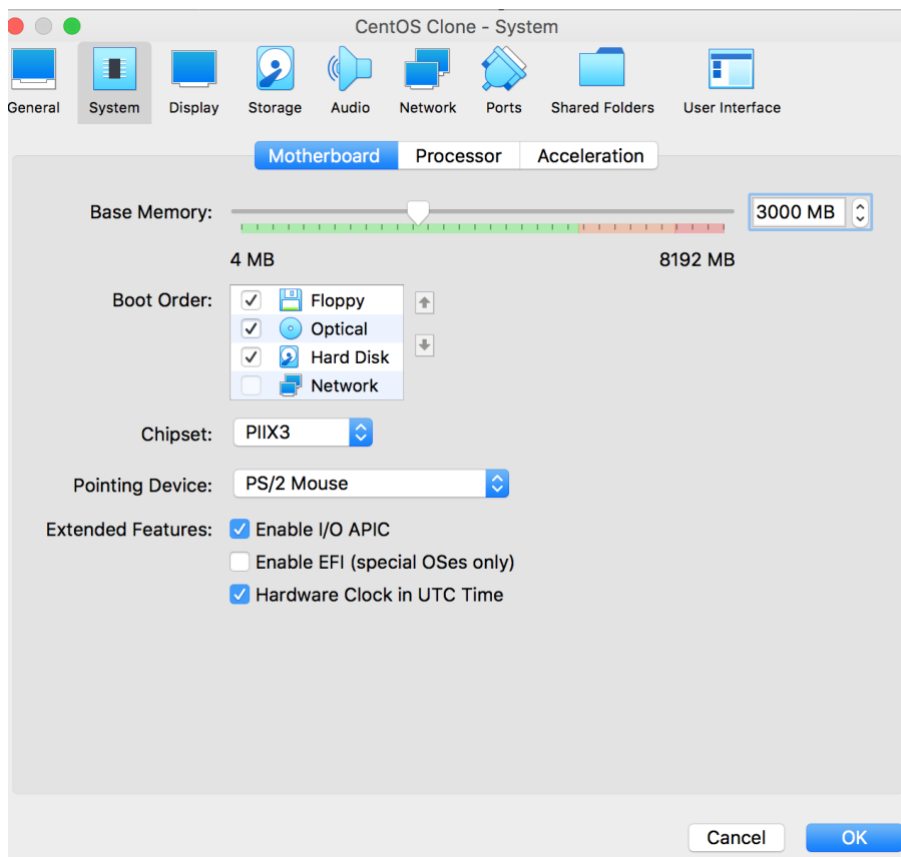 CentOS Clone - System
General System Display Storage Audio Network Ports Shared Folders User Interface
Motherboard Processor Acceleration
Base Memory: 3000 MB
4 MB 8192 MB
Boot Order: Floppy
Optical
Hard Disk
Network
Chipset: PIIX3
Pointing Device: PS/2 Mouse
Extended Features: Enable I/O APIC
Enable EFI (special OSes only)
Hardware Clock in UTC Time
Cancel OK